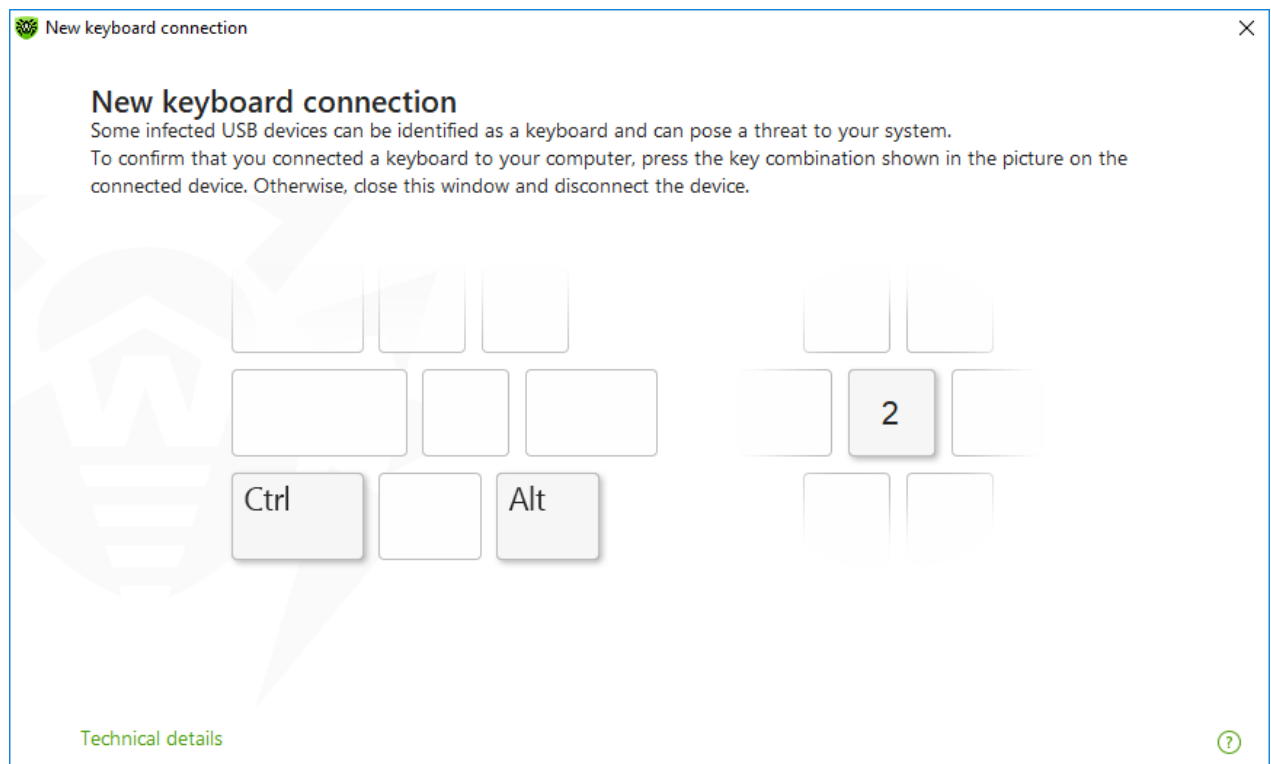 New keyboard connection
New keyboard connection
Some infected USB devices can be identified as a keyboard and can pose a threat to your system.
To confirm that you connected a keyboard to your computer, press the key combination shown in the picture on the
connected device. Otherwise, close this window and disconnect the device.
2
Ctrl Alt
Technical details
?